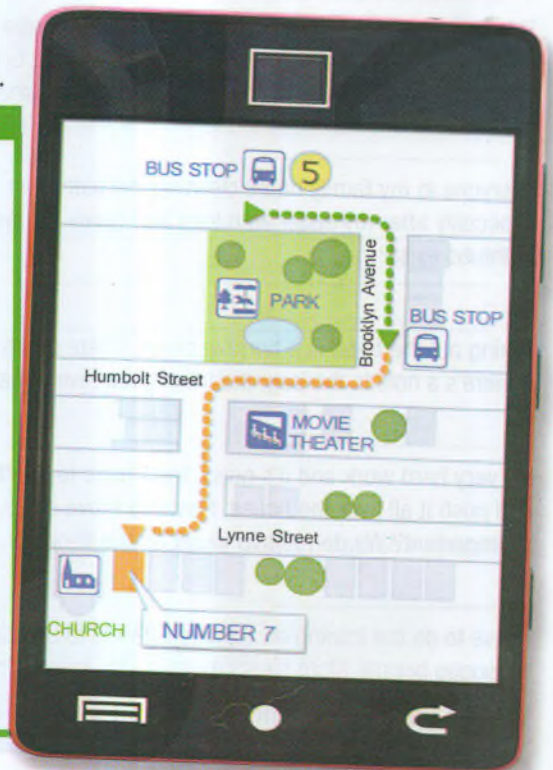 BUS STOP 5
Brooklyn Avenue
PARK
BUS STOP
Humbolt Street
MOVIE
THEATER
Lynne Street
CHURCH
NUMBER 7